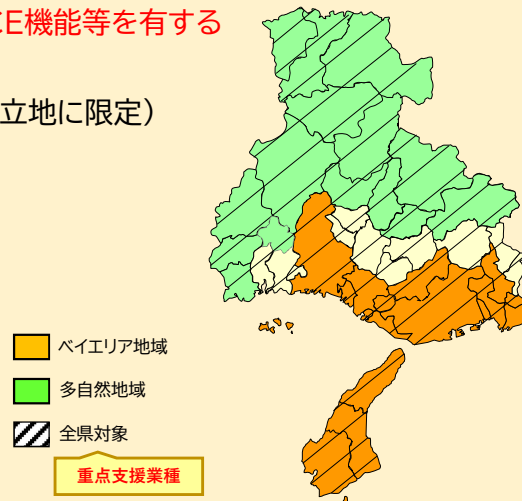 E機能等を有する
立地に限定）
ベイエリア地域
多自然地域
全県対象
重点支援業種